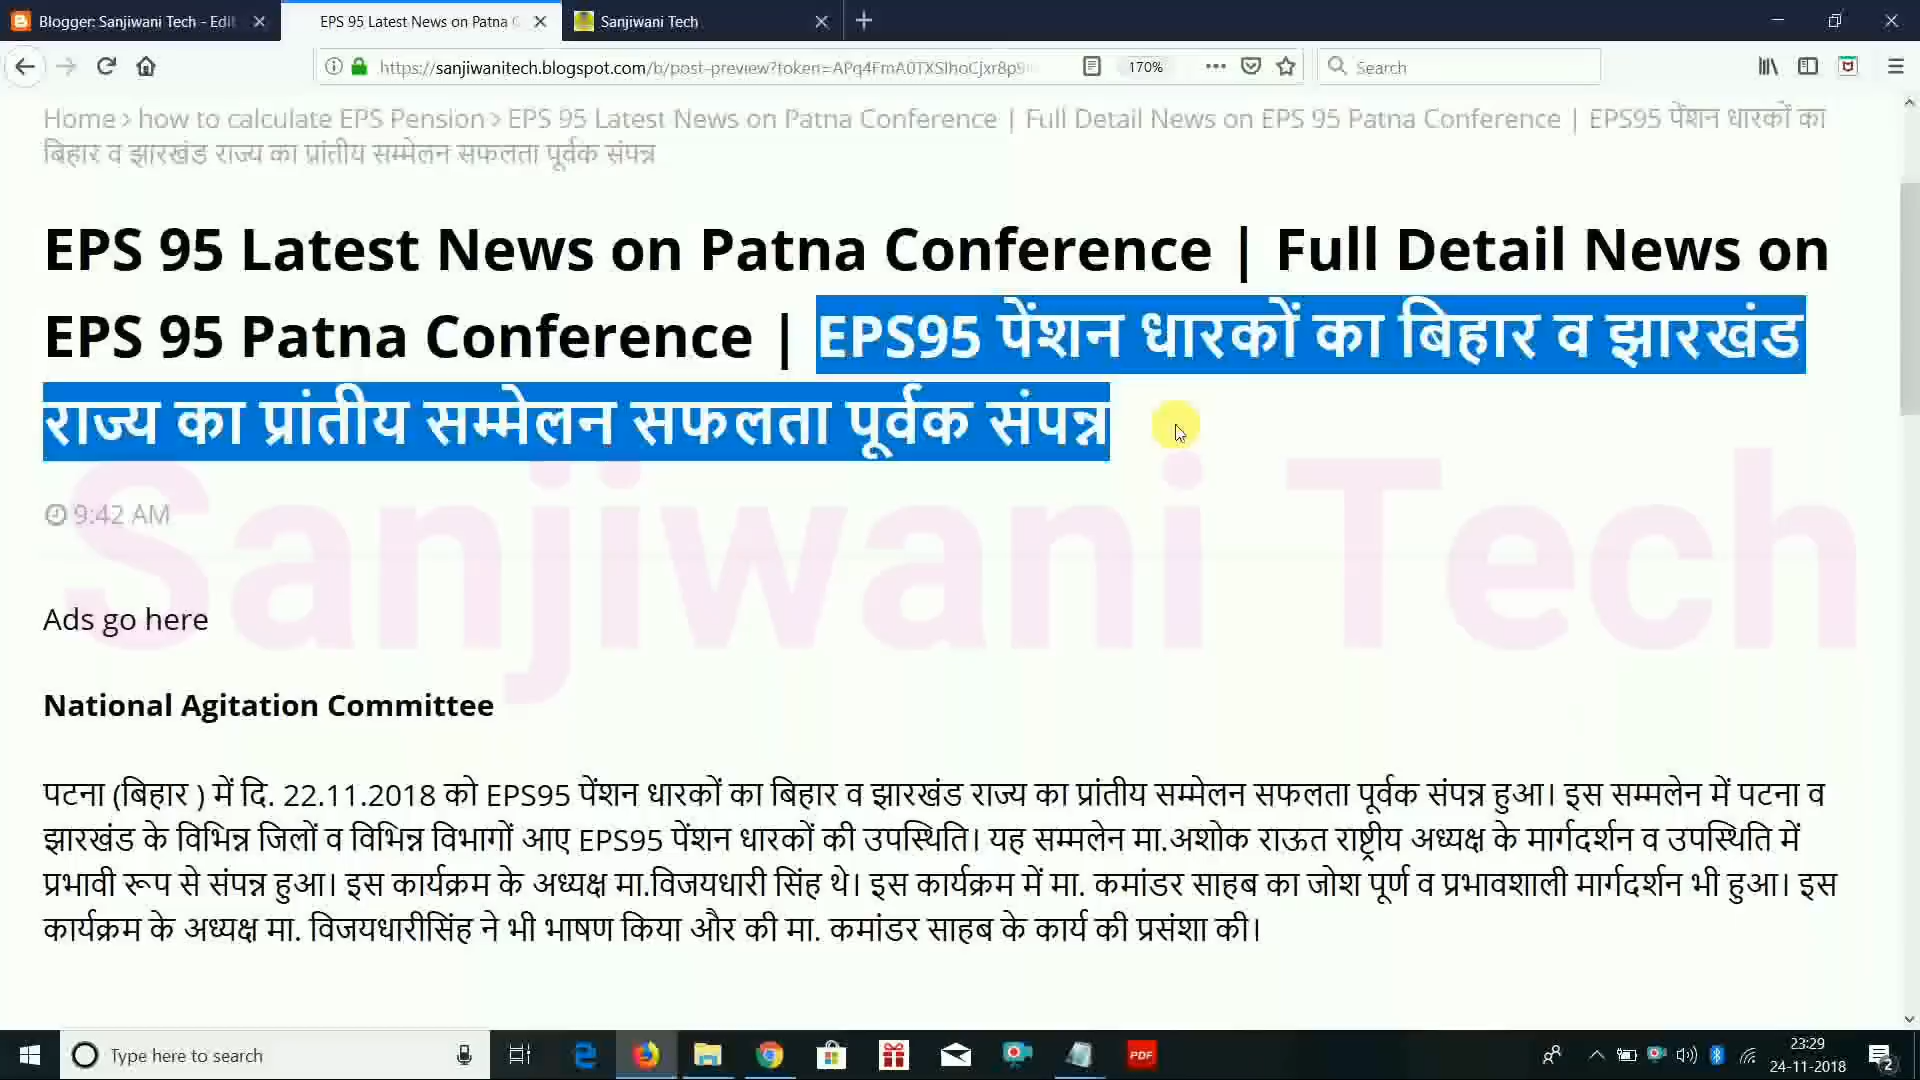 Blogger: Sanjiwani Tech - Edit
EPS 95 Latest News on Patna C
Sanjiwani Tech
https://sanjiwanitech.blogspot.com/b/post-preview?token=APq4FmA0TXSlhoCjxr8p9
170%
Search
Home > how to calculate EPS Pension > EPS 95 Latest News on Patna Conference | Full Detail News on EPS 95 Patna Conference | EPS95 पेंशन धारकों का
बिहार व झारखंड राज्य का प्रांतीय सम्मेलन सफलता पूर्वक संपन्न
EPS 95 Latest News on Patna Conference | Full Detail News on
EPS 95 Patna Conference | EPS95 पेंशन धारकों का बिहार व झारखंड
राज्य का प्रांतीय सम्मेलन सफलता पूर्वक संपन्न
9:42 AM
Sanjiwani Tech
Ads go here
National Agitation Committee
पटना (बिहार ) में दि. 22.11.2018 को EPS95 पेंशन धारकों का बिहार व झारखंड राज्य का प्रांतीय सम्मेलन सफलता पूर्वक संपन्न हुआ। इस सम्मलेन में पटना व
झारखंड के विभिन्न जिलों व विभिन्न विभागों आए EPS95 पेंशन धारकों की उपस्थिति। यह सम्मलेन मा.अशोक राऊत राष्ट्रीय अध्यक्ष के मार्गदर्शन व उपस्थिति में
प्रभावी रूप से संपन्न हुआ। इस कार्यक्रम के अध्यक्ष मा.विजयधारी सिंह थे। इस कार्यक्रम में मा. कमांडर साहब का जोश पूर्ण व प्रभावशाली मार्गदर्शन भी हुआ। इस
कार्यक्रम के अध्यक्ष मा. विजयधारीसिंह ने भी भाषण किया और की मा. कमांडर साहब के कार्य की प्रसंशा की।
Type here to search
PDF
23:29
24-11-2018
2